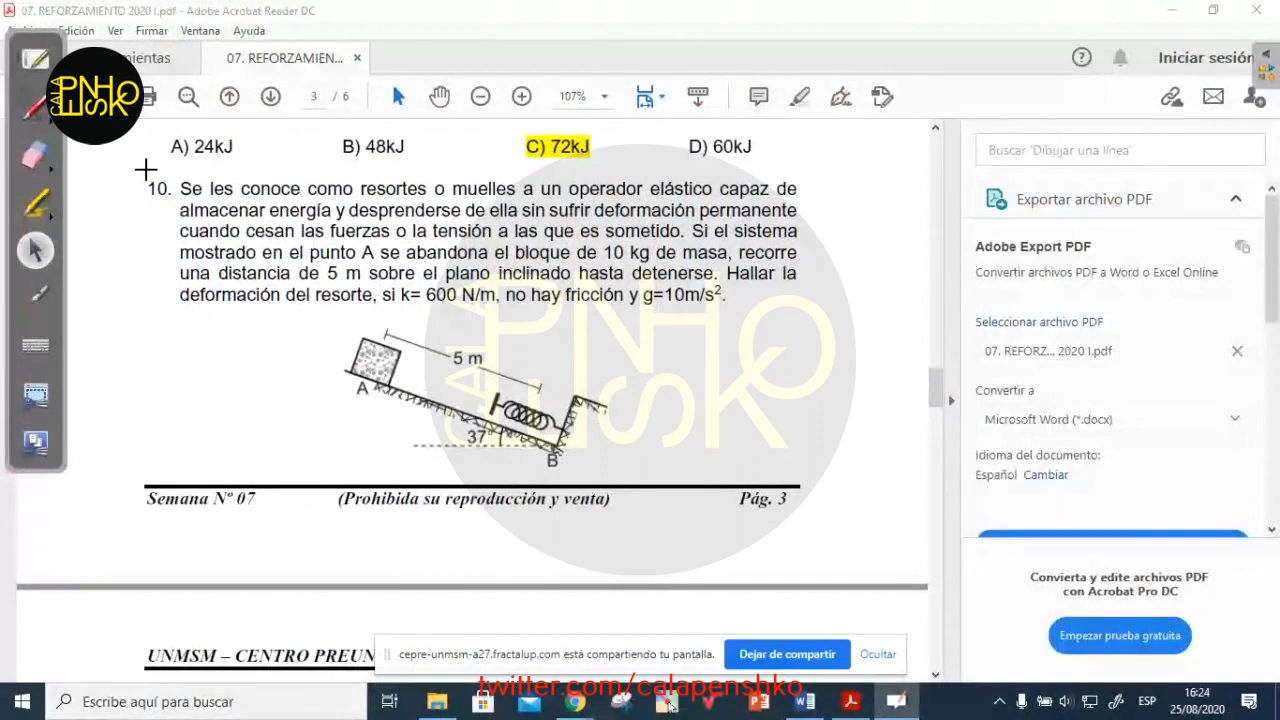 07. REFORZAMIENTO 2020 I.pdf - Adobe Acrobat Reader DC
Edición Ver Firmar Ventana Ayuda
07. REFORZAMIEN... × Iniciar sesión
3 / 6 107%
CALA
PNHO
ESK
A) 24kJ B) 48kJ C) 72kJ D) 60kJ
10. Se les conoce como resortes o muelles a un operador elástico capaz de
almacenar energía y desprenderse de ella sin sufrir deformación permanente
cuando cesan las fuerzas o la tensión a las que es sometido. Si el sistema
mostrado en el punto A se abandona el bloque de 10 kg de masa, recorre
una distancia de 5 m sobre el plano inclinado hasta detenerse. Hallar la
deformación del resorte, si k= 600 N/m, no hay fricción y g=10m/s².
5 m
A
37°
B
CALA
PNHO
ESK
Semana Nº 07 (Prohibida su reproducción y venta) Pág. 3
UNMSM – CENTRO PREUN
Buscar 'Dibujar una línea'
Exportar archivo PDF
Adobe Export PDF
Convertir archivos PDF a Word o Excel Online
Seleccionar archivo PDF
07. REFORZ... 2020 I.pdf ×
Convertir a
Microsoft Word (*.docx)
Idioma del documento:
Español Cambiar
Convierta y edite archivos PDF
con Acrobat Pro DC
Empezar prueba gratuita
cepre-unmsm-a27.fractalup.com está compartiendo tu pantalla. Dejar de compartir Ocultar
twitter.com/calapenshko
Escribe aquí para buscar
ESP
16:24
25/08/2020